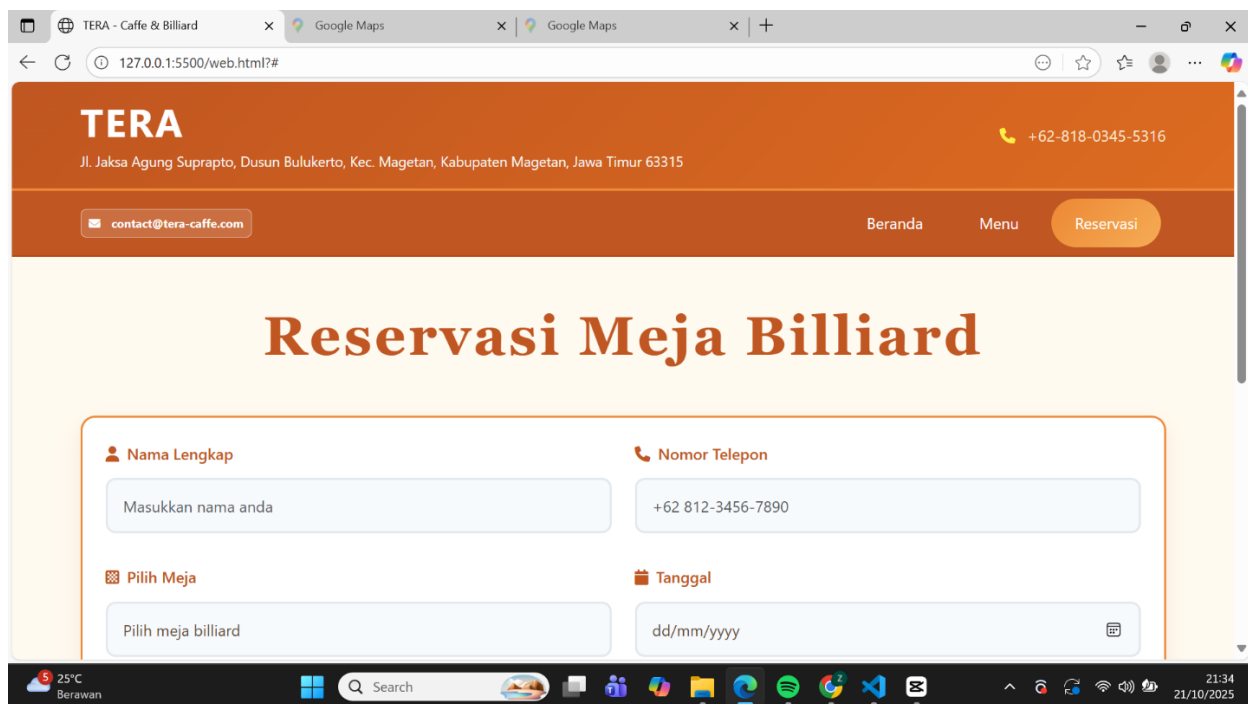 TERA - Caffe & Billiard
Google Maps
Google Maps
127.0.0.1:5500/web.html?#
TERA
Jl. Jaksa Agung Suprapto, Dusun Bulukerto, Kec. Magetan, Kabupaten Magetan, Jawa Timur 63315
+62-818-0345-5316
contact@tera-caffe.com
Beranda
Menu
Reservasi
Reservasi Meja Billiard
Nama Lengkap
Nomor Telepon
Masukkan nama anda
+62 812-3456-7890
Pilih Meja
Tanggal
Pilih meja billiard
dd/mm/yyyy
5
25°C
Berawan
Search
21:34
21/10/2025